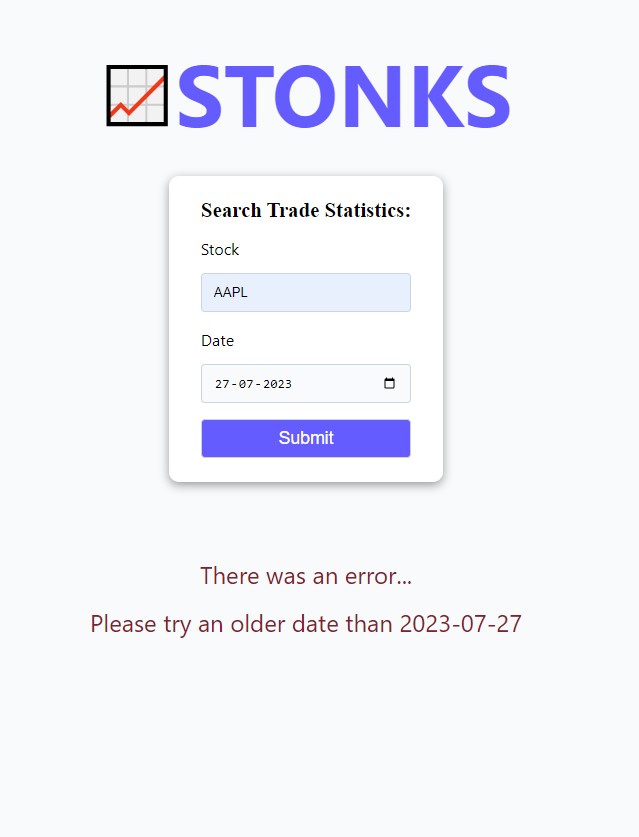 STONKS
Search Trade Statistics:
Stock
AAPL
Date
27-07-2023
Submit
There was an error...
Please try an older date than 2023-07-27